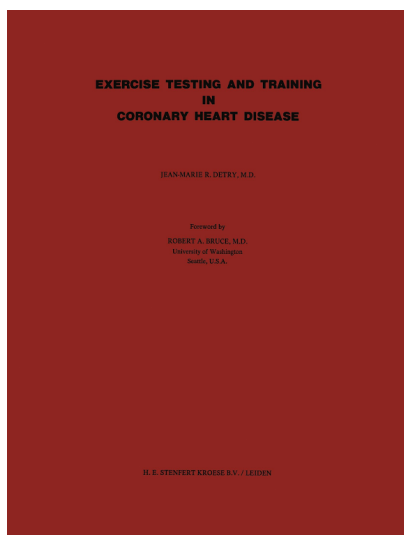 EXERCISE TESTING AND TRAINING
IN
CORONARY HEART DISEASE
JEAN-MARIE R. DETRY, M.D.
Foreword by
ROBERT A. BRUCE, M.D.
University of Washington
Seattle, U.S.A.
H. E. STENFERT KROESE B.V. / LEIDEN